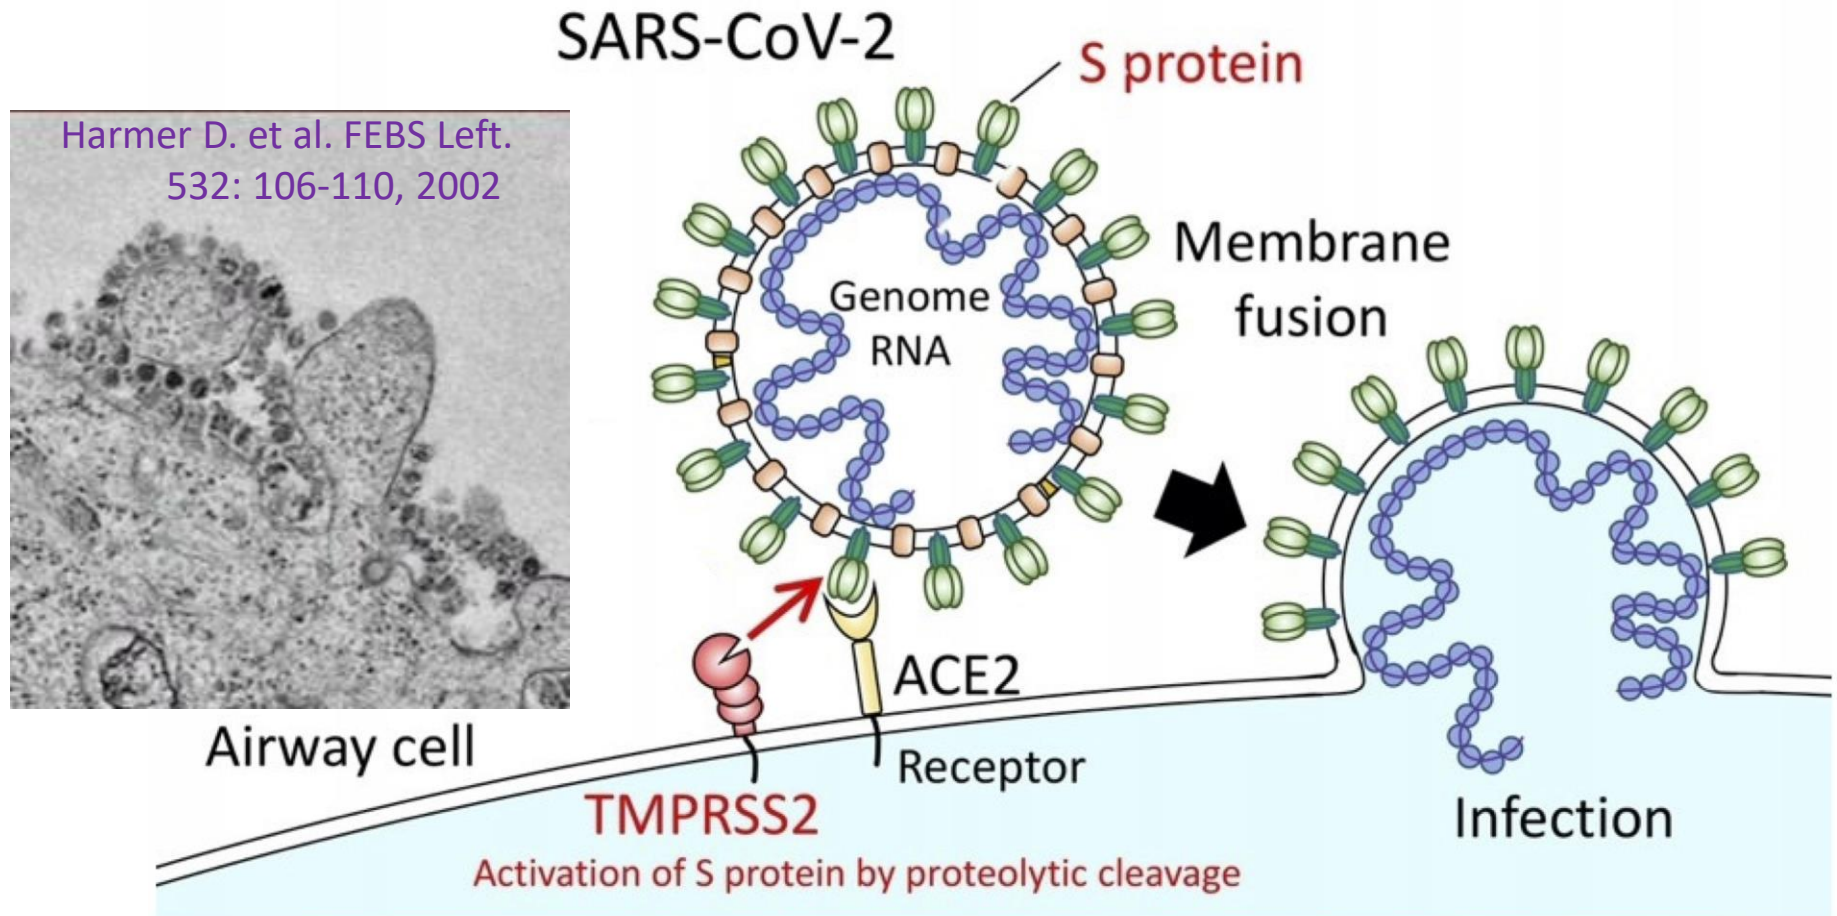 SARS-CoV-2
S protein
Harmer D. et al. FEBS Left.
532: 106-110, 2002
Genome
RNA
Membrane
fusion
ACE2
Receptor
Airway cell
TMPRSS2
Activation of S protein by proteolytic cleavage
Infection